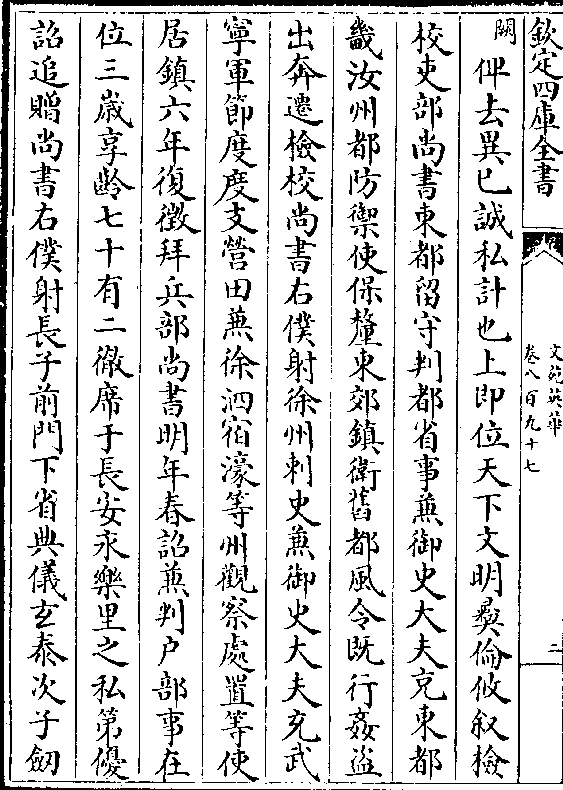 欽定四庫全書
文苑英華
卷八百九十七
二
闕俾去異已誠私計也上即位天下文明彛倫攸叙檢
校吏部尚書東都留守判都省事兼御史大夫充東都
畿汝州都防禦使保釐東郊鎮衛舊都風令既行姦盜
出奔遷檢校尚書右僕射徐州刺史兼御史大夫充武
寧軍節度度支營田兼徐泗宿濠等州觀察處置等使
居鎮六年復徵拜兵部尚書明年春詔兼判户部事在
位三歲享齡七十有二徹席于長安永樂里之私第優
詔追贈尚書右僕射長子前門下省典儀玄泰次子劒